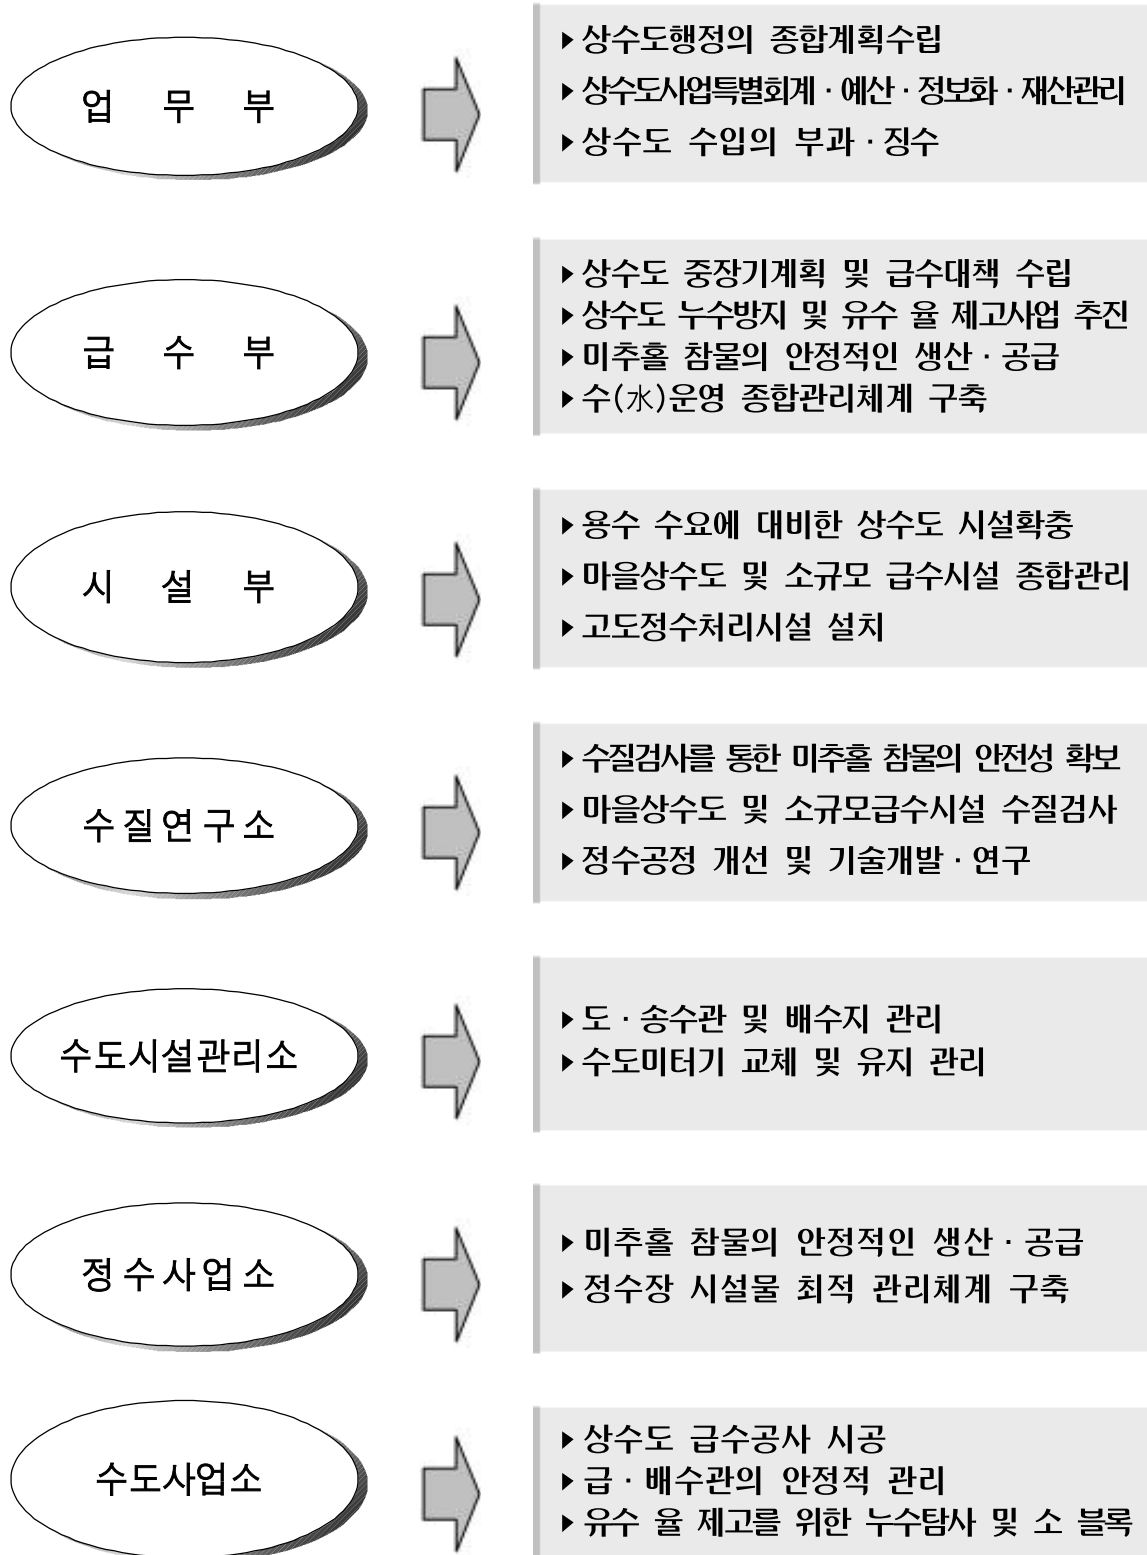 업 무 부
▸상수도행정의 종합계획수립
▸상수도사업특별회계·예산·정보화·재산관리
▸상수도 수입의 부과·징수
급 수 부
▸상수도 중장기계획 및 급수대책 수립
▸상수도 누수방지 및 유수 율 제고사업 추진
▸미추홀 참물의 안정적인 생산·공급
▸수(水)운영 종합관리체계 구축
시 설 부
▸용수 수요에 대비한 상수도 시설확충
▸마을상수도 및 소규모 급수시설 종합관리
▸고도정수처리시설 설치
수질연구소
▸수질검사를 통한 미추홀 참물의 안전성 확보
▸마을상수도 및 소규모급수시설 수질검사
▸정수공정 개선 및 기술개발·연구
수도시설관리소
▸도·송수관 및 배수지 관리
▸수도미터기 교체 및 유지 관리
정수사업소
▸미추홀 참물의 안정적인 생산·공급
▸정수장 시설물 최적 관리체계 구축
수도사업소
▸상수도 급수공사 시공
▸급·배수관의 안정적 관리
▸유수 율 제고를 위한 누수탐사 및 소 블록